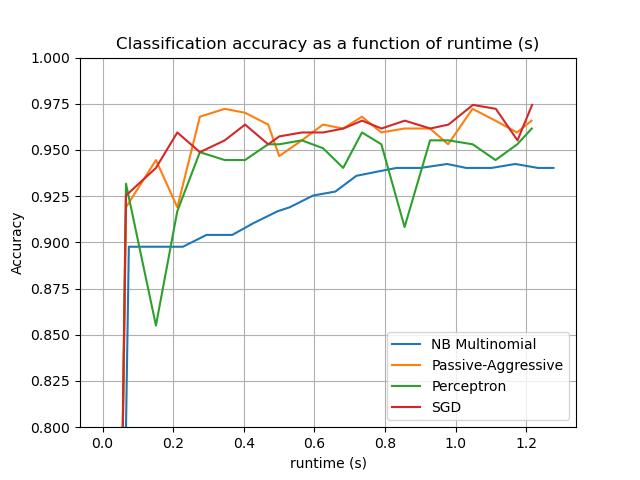 Classification accuracy as a function of runtime (s)
1.000
0.975
0.950
0.925
0.900
0.875
0.850
0.825
0.800
Accuracy
NB Multinomial
Passive-Aggressive
Perceptron
SGD
0.0 0.2 0.4 0.6 0.8 1.0 1.2
runtime (s)